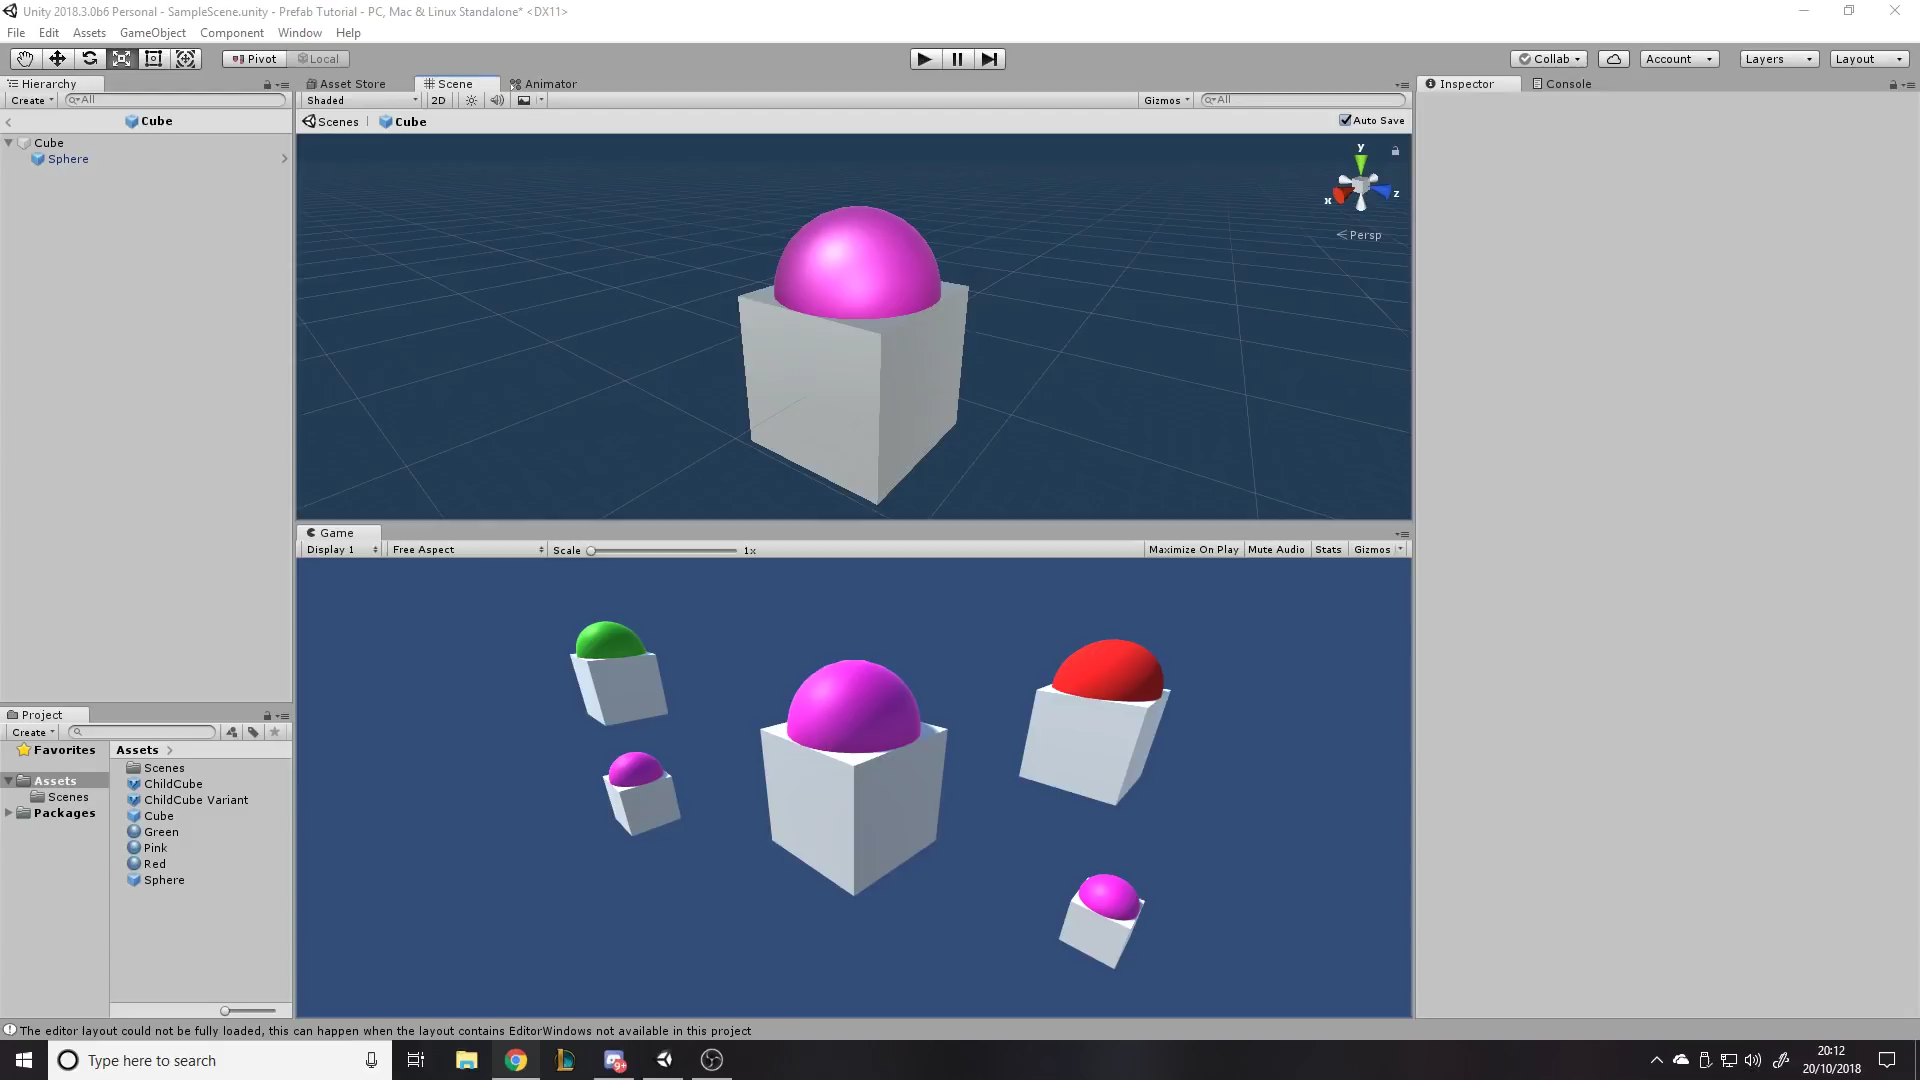 Unity 2018.3.0b6 Personal - SampleScene.unity - Prefab Tutorial - PC, Mac & Linux Standalone* <DX11>
File Edit Assets GameObject Component Window Help
Pivot Local Collab Account Layers Layout
Hierarchy
Create All
Cube
Cube
Sphere
Asset Store Scene Animator
Shaded 2D Gizmos All
Scenes Cube Auto Save
y
x z
Persp
Game
Display 1 Free Aspect Scale 1x Maximize On Play Mute Audio Stats Gizmos
Inspector Console
Project
Create
Favorites
Assets
Scenes
Packages
Assets
Scenes
ChildCube
ChildCube Variant
Cube
Green
Pink
Red
Sphere
The editor layout could not be fully loaded, this can happen when the layout contains EditorWindows not available in this project
Type here to search
9+
20:12
20/10/2018